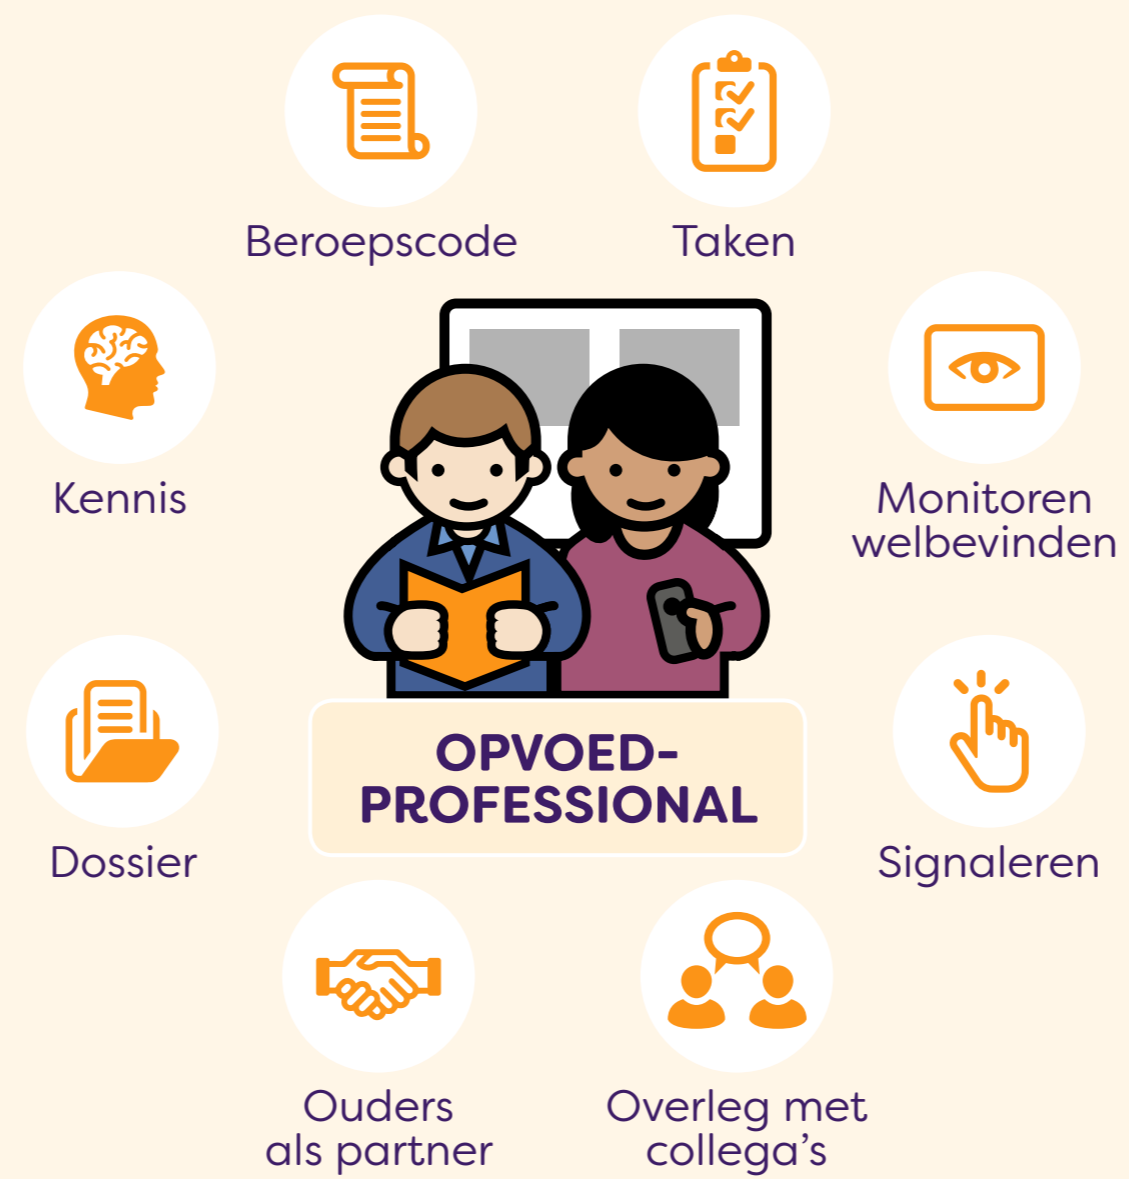 Beroepscode
Taken
Kennis
Monitoren
welbevinden
OPVOED-
PROFESSIONAL
Dossier
Signaleren
Ouders
als partner
Overleg met
collega’s